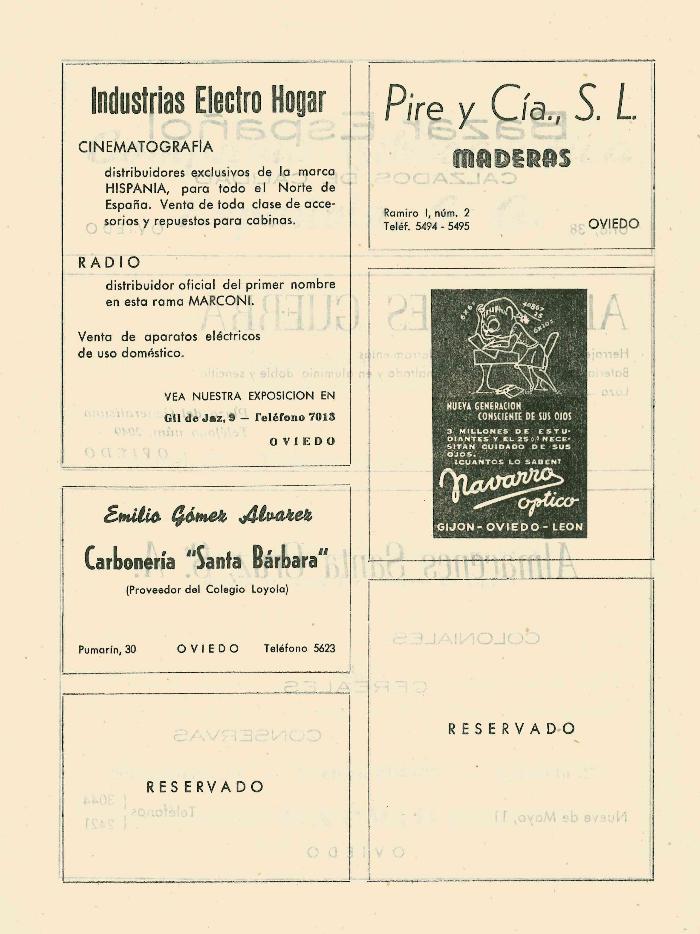 Industrias Electro Hogar
CINEMATOGRAFÍA
distribuidores exclusivos de la marca
HISPANIA, para todo el Norte de
España. Venta de toda clase de acce-
sorios y repuestos para cabinas.
RADIO
distribuidor oficial del primer nombre
en esta rama MARCONI.
Venta de aparatos eléctricos
de uso doméstico.
VEA NUESTRA EXPOSICION EN
Gil de Jaz, 9 — Teléfono 7013
OVIEDO
Emilio Gómez Alvarez
Carbonería "Santa Bárbara"
(Proveedor del Colegio Loyola)
Pumarín, 30 OVIEDO Teléfono 5623
RESERVADO
Pire y Cía., S. L.
MADERAS
Ramiro I, núm. 2
Teléf. 5494 - 5495 OVIEDO
NUEVA GENERACION
CONSCIENTE DE SUS OJOS
3 MILLONES DE ESTU-
DIANTES Y EL 25% NECE-
SITAN CUIDADO DE SUS
OJOS.
¿CUANTOS LO SABEN?
Navarro
optico
GIJON - OVIEDO - LEON
RESERVADO